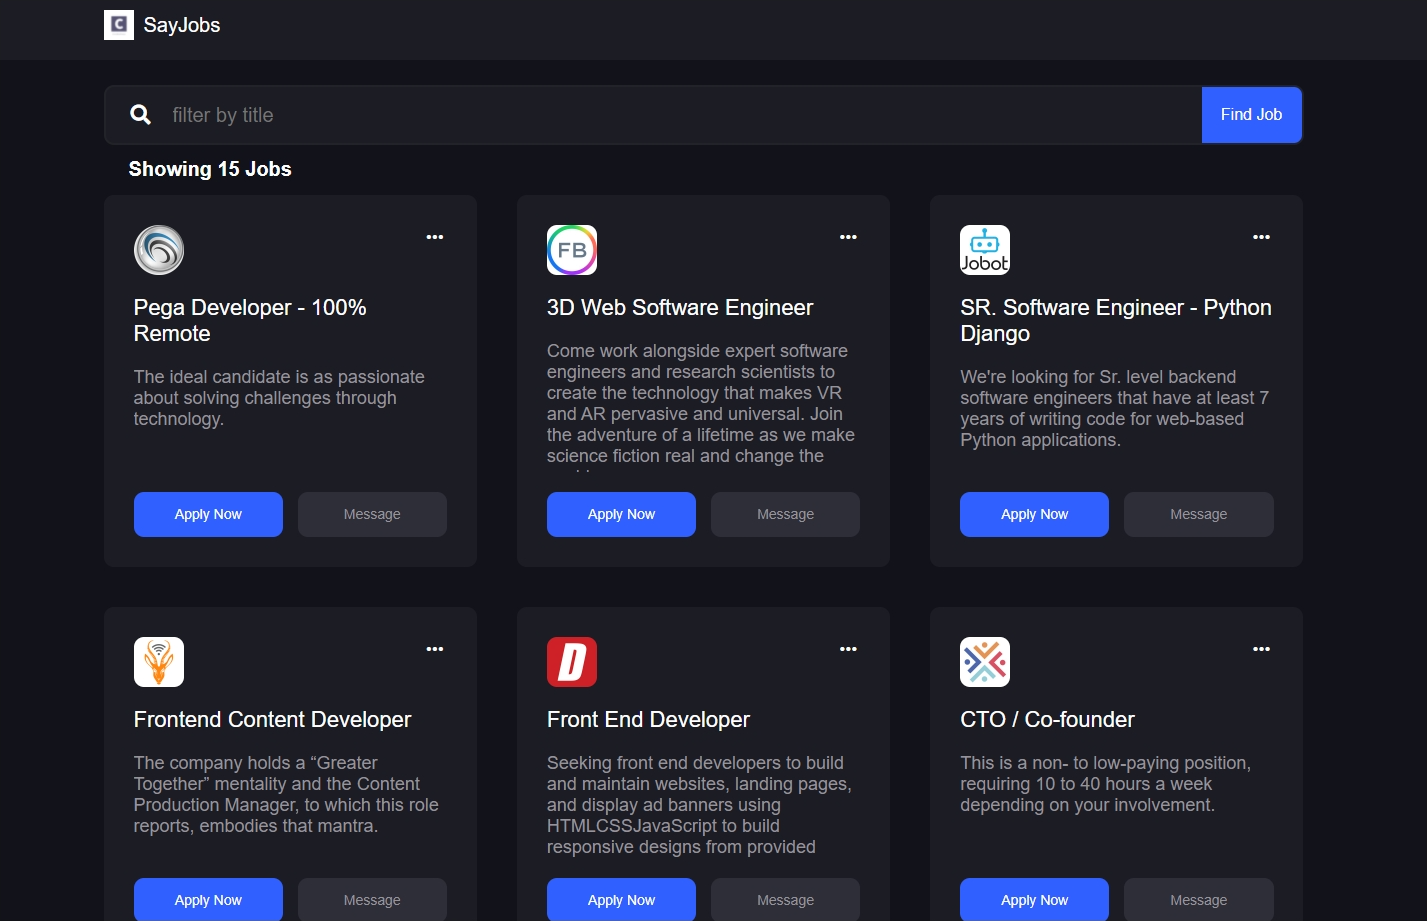 SayJobs
filter by title
Find Job
Showing 15 Jobs
Pega Developer - 100%
Remote
The ideal candidate is as passionate
about solving challenges through
technology.
Apply Now
Message
FB
3D Web Software Engineer
Come work alongside expert software
engineers and research scientists to
create the technology that makes VR
and AR pervasive and universal. Join
the adventure of a lifetime as we make
science fiction real and change the
Apply Now
Message
Jobot
SR. Software Engineer - Python
Django
We're looking for Sr. level backend
software engineers that have at least 7
years of writing code for web-based
Python applications.
Apply Now
Message
Frontend Content Developer
The company holds a “Greater
Together” mentality and the Content
Production Manager, to which this role
reports, embodies that mantra.
Apply Now
Message
D
Front End Developer
Seeking front end developers to build
and maintain websites, landing pages,
and display ad banners using
HTMLCSSJavaScript to build
responsive designs from provided
Apply Now
Message
CTO / Co-founder
This is a non- to low-paying position,
requiring 10 to 40 hours a week
depending on your involvement.
Apply Now
Message